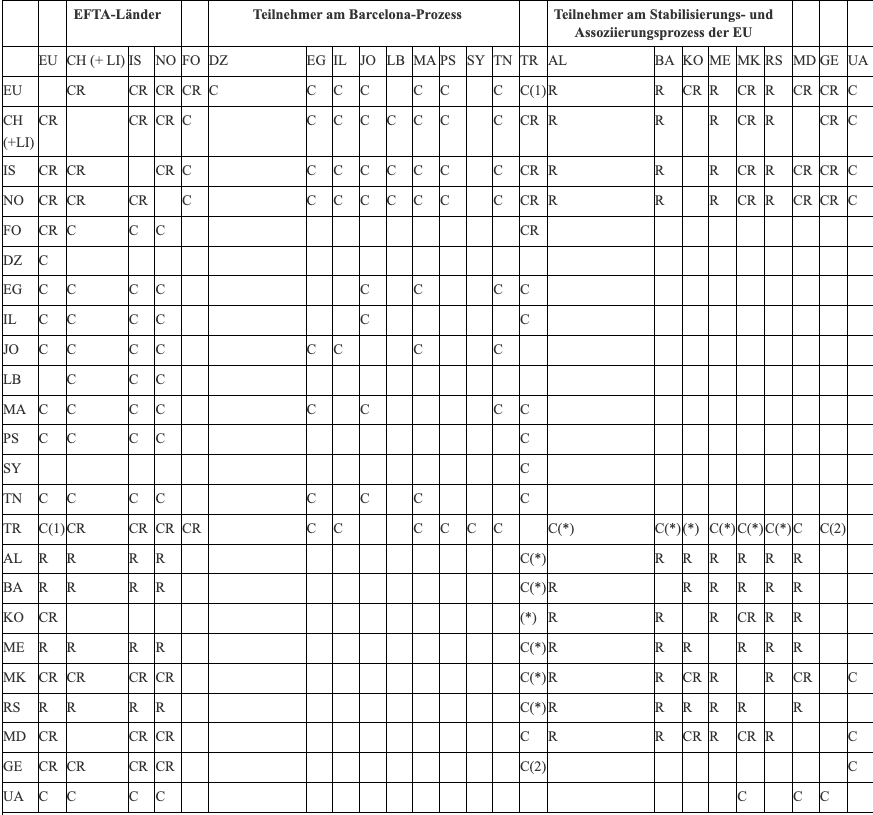 EFTA-Länder Teilnehmer am Barcelona-Prozess Teilnehmer am Stabilisierungs- und
Assoziierungsprozess der EU
EU CH (+ LI) IS NO FO DZ EG IL JO LB MA PS SY TN TR AL BA KO ME MK RS MD GE UA
EU CR CR CR CR C C C C C C C C(1) R R CR R CR R CR CR C
CH CR CR CR C C C C C C C C CR R R R CR R CR C
(+LI)
IS CR CR CR C C C C C C C C CR R R R CR R CR CR C
NO CR CR CR C C C C C C C C CR R R R CR R CR CR C
FO CR C C C CR
DZ C
EG C C C C C C C C
IL C C C C C C
JO C C C C C C C C
LB C C C
MA C C C C C C C C
PS C C C C C
SY C
TN C C C C C C C C
TR C(1) CR CR CR CR C C C C C C C(*) C(*) (*) C(*) C(*) C(*) C C(2)
AL R R R R C(*) R R R R R R
BA R R R R C(*) R R R R R R
KO CR (*) R R R CR R R
ME R R R R C(*) R R R R R R
MK CR CR CR CR C(*) R R CR R R CR C
RS R R R R C(*) R R R R R R
MD CR CR CR C R R CR R CR R C
GE CR CR CR CR C(2) C
UA C C C C C C C